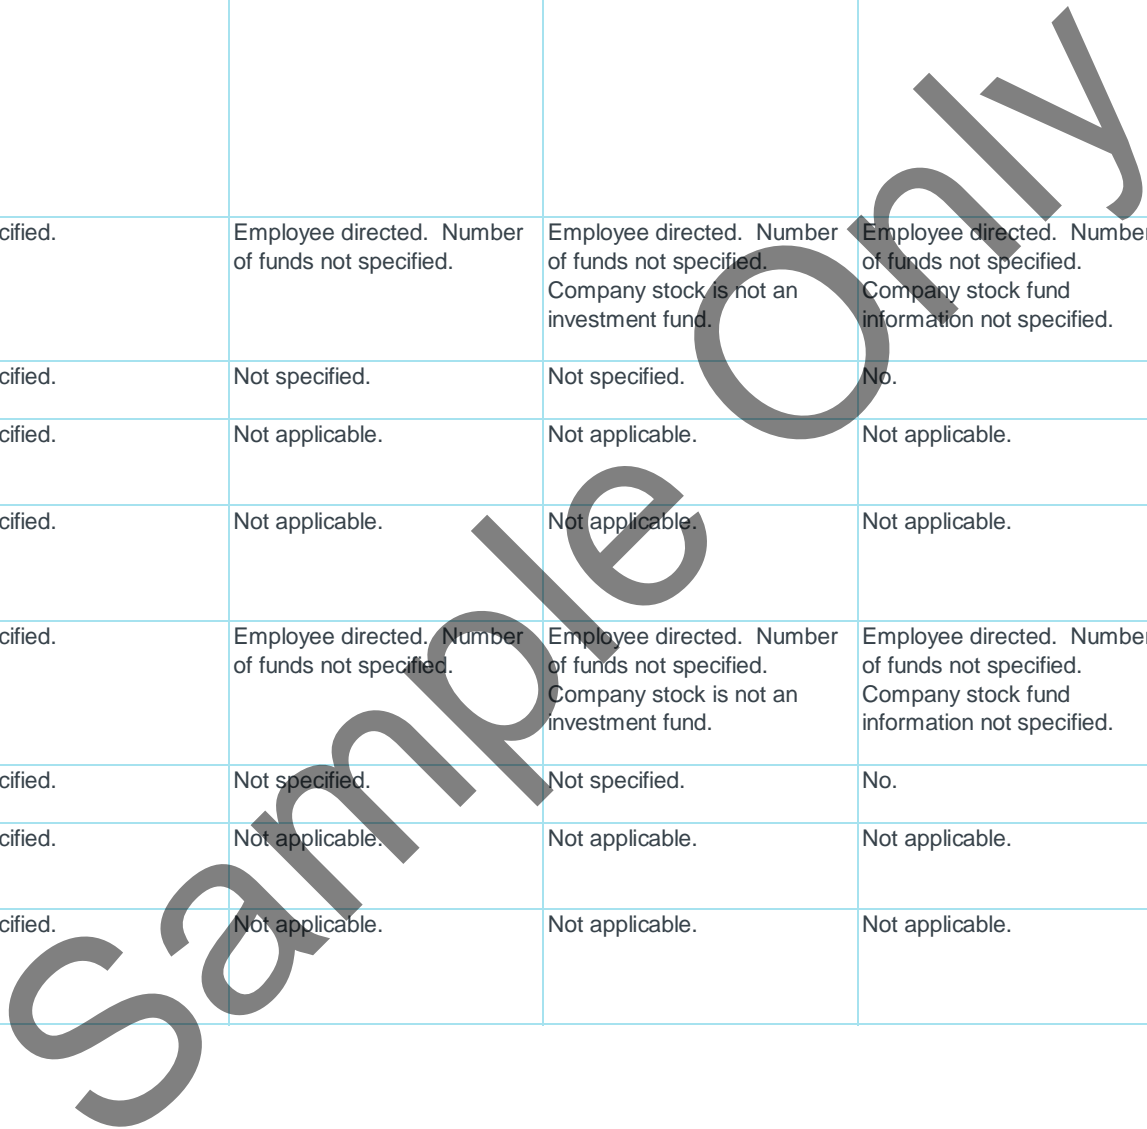 cified.
Employee directed.  Number
of funds not specified.
Employee directed.  Number
of funds not specified.
Company stock is not an
investment fund.
Employee directed.  Number
of funds not specified.
Company stock fund
information not specified.
cified.
Not specified.
Not specified.
No.
cified.
Not applicable.
Not applicable.
Not applicable.
cified.
Not applicable.
Not applicable.
Not applicable.
cified.
Employee directed.  Number
of funds not specified.
Employee directed.  Number
of funds not specified.
Company stock is not an
investment fund.
Employee directed.  Number
of funds not specified.
Company stock fund
information not specified.
cified.
Not specified.
Not specified.
No.
cified.
Not applicable.
Not applicable.
Not applicable.
cified.
Not applicable.
Not applicable.
Not applicable.
Sample Only